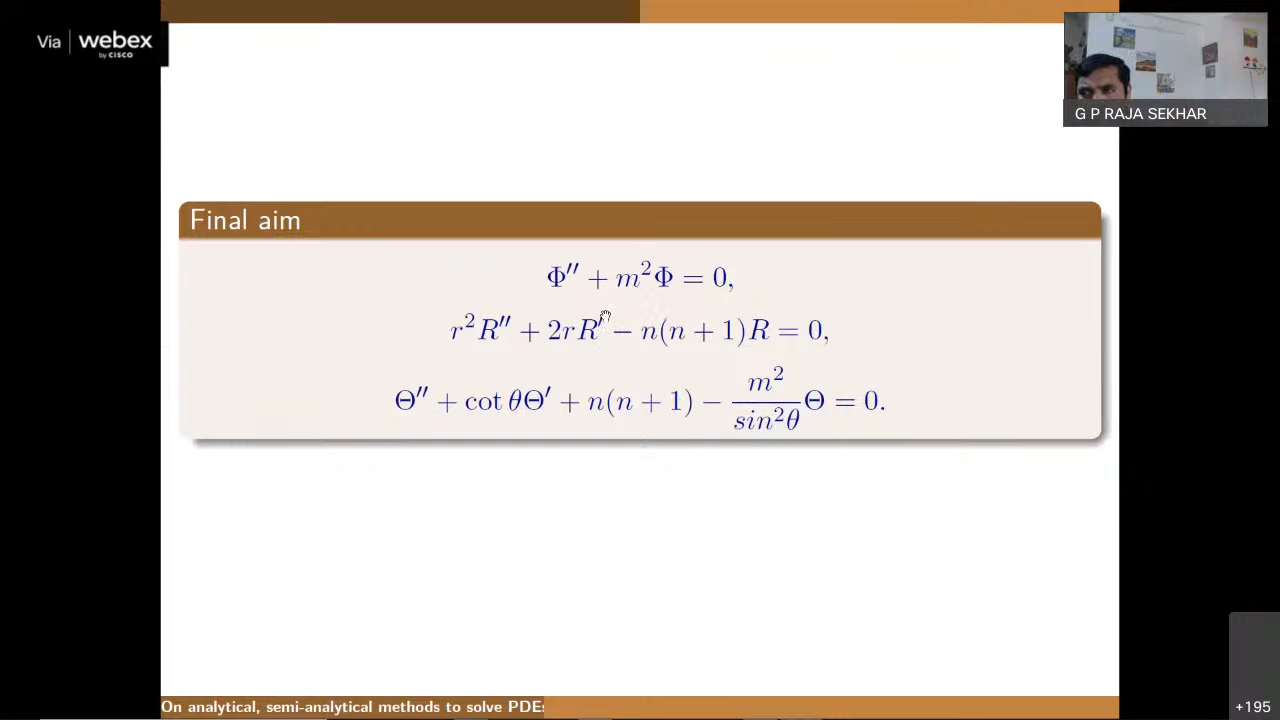 Via | webex
by CISCO
G P RAJA SEKHAR
Final aim
Φ″ + m²Φ = 0,
r²R″ + 2rR′ − n(n + 1)R = 0,
Θ″ + cot θΘ′ + n(n + 1) − m²/sin²θ Θ = 0.
On analytical, semi-analytical methods to solve PDEs
+195